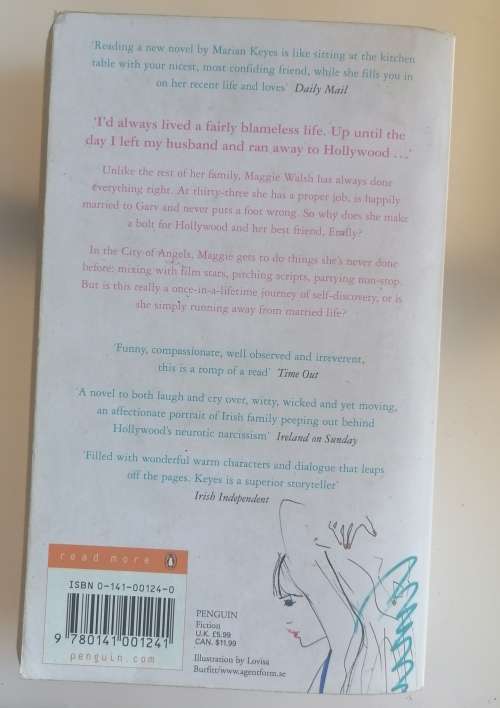 'Reading a new novel by Marian Keyes is like sitting at the kitchen
table with your nicest, most confiding friend, while she fills you in
on her recent life and loves' Daily Mail
'I'd always lived a fairly blameless life. Up until the
day I left my husband and ran away to Hollywood ...'
Unlike the rest of her family, Maggie Walsh has always done
everything right. At thirty-three she has a proper job, is happily
married to Garv and never puts a foot wrong. So why does she make
a bolt for Hollywood and her best friend, Emily?
In the City of Angels, Maggie gets to do things she's never done
before: mixing with film stars, pitching scripts, partying non-stop.
But is this really a once-in-a-lifetime journey of self-discovery, or is
she simply running away from married life?
'Funny, compassionate, well observed and irreverent,
this is a romp of a read' Time Out
'A novel to both laugh and cry over, witty, wicked and yet moving,
an affectionate portrait of Irish family peeping out behind
Hollywood's neurotic narcissism' Ireland on Sunday
'Filled with wonderful warm characters and dialogue that leaps
off the pages. Keyes is a superior storyteller'
Irish Independent
read more
ISBN 0-141-00124-0
9 780141 001241
penguin.com
PENGUIN
Fiction
U.K. £5.99
CAN. $11.99
Illustration by Lovisa
Burfitt/www.agentform.se